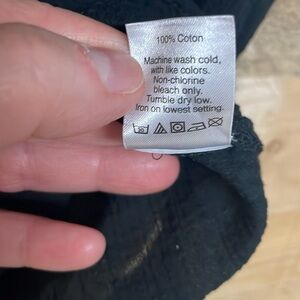 100% Coton
Machine wash cold,
with like colors.
Non-chlorine
bleach only.
Tumble dry low.
Iron on lowest setting.